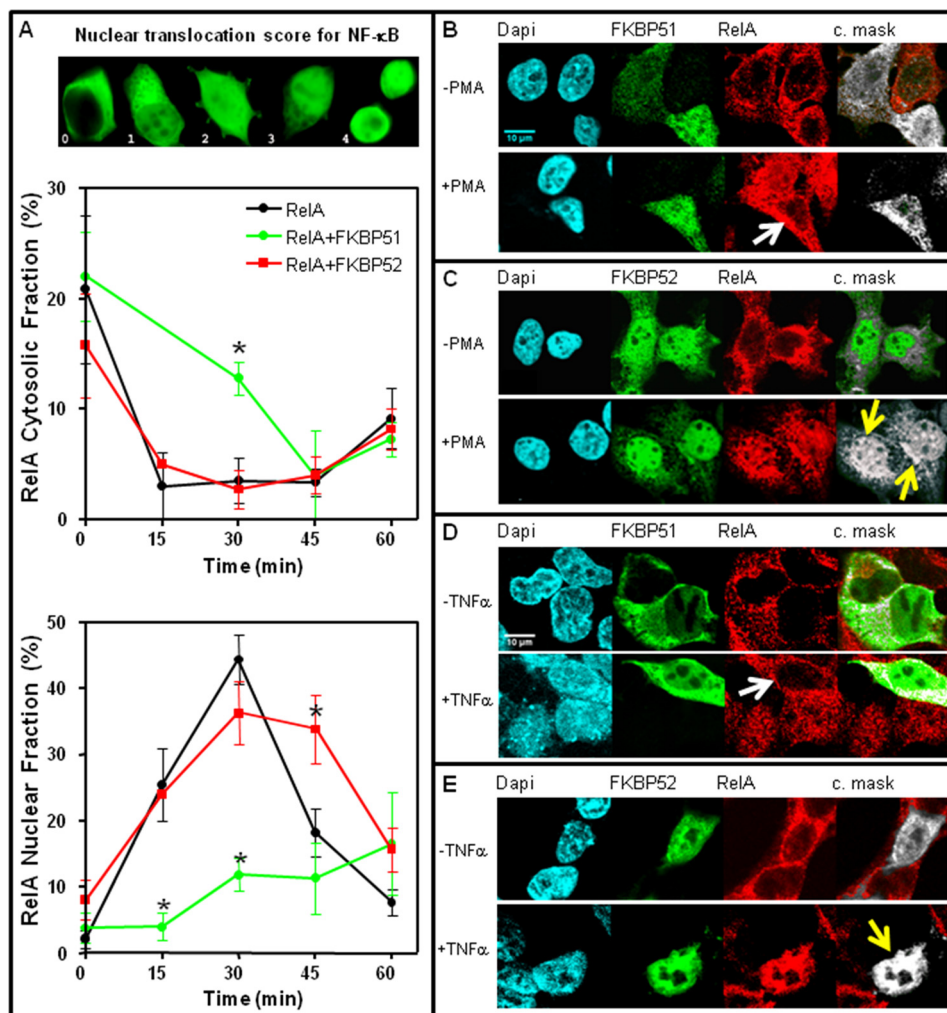 A
Nuclear translocation score for NF-κB
0 1 2 3 4
RelA Cytosolic Fraction (%)
30
20
10
0
RelA
RelA+FKBP51
RelA+FKBP52
*
0 15 30 45 60
Time (min)
RelA Nuclear Fraction (%)
50
40
30
20
10
0
* * *
0 15 30 45 60
Time (min)
B
Dapi FKBP51 RelA c. mask
-PMA
10 µm
+PMA
C
Dapi FKBP52 RelA c. mask
-PMA
+PMA
D
Dapi FKBP51 RelA c. mask
-TNFα
10 µm
+TNFα
E
Dapi FKBP52 RelA c. mask
-TNFα
+TNFα